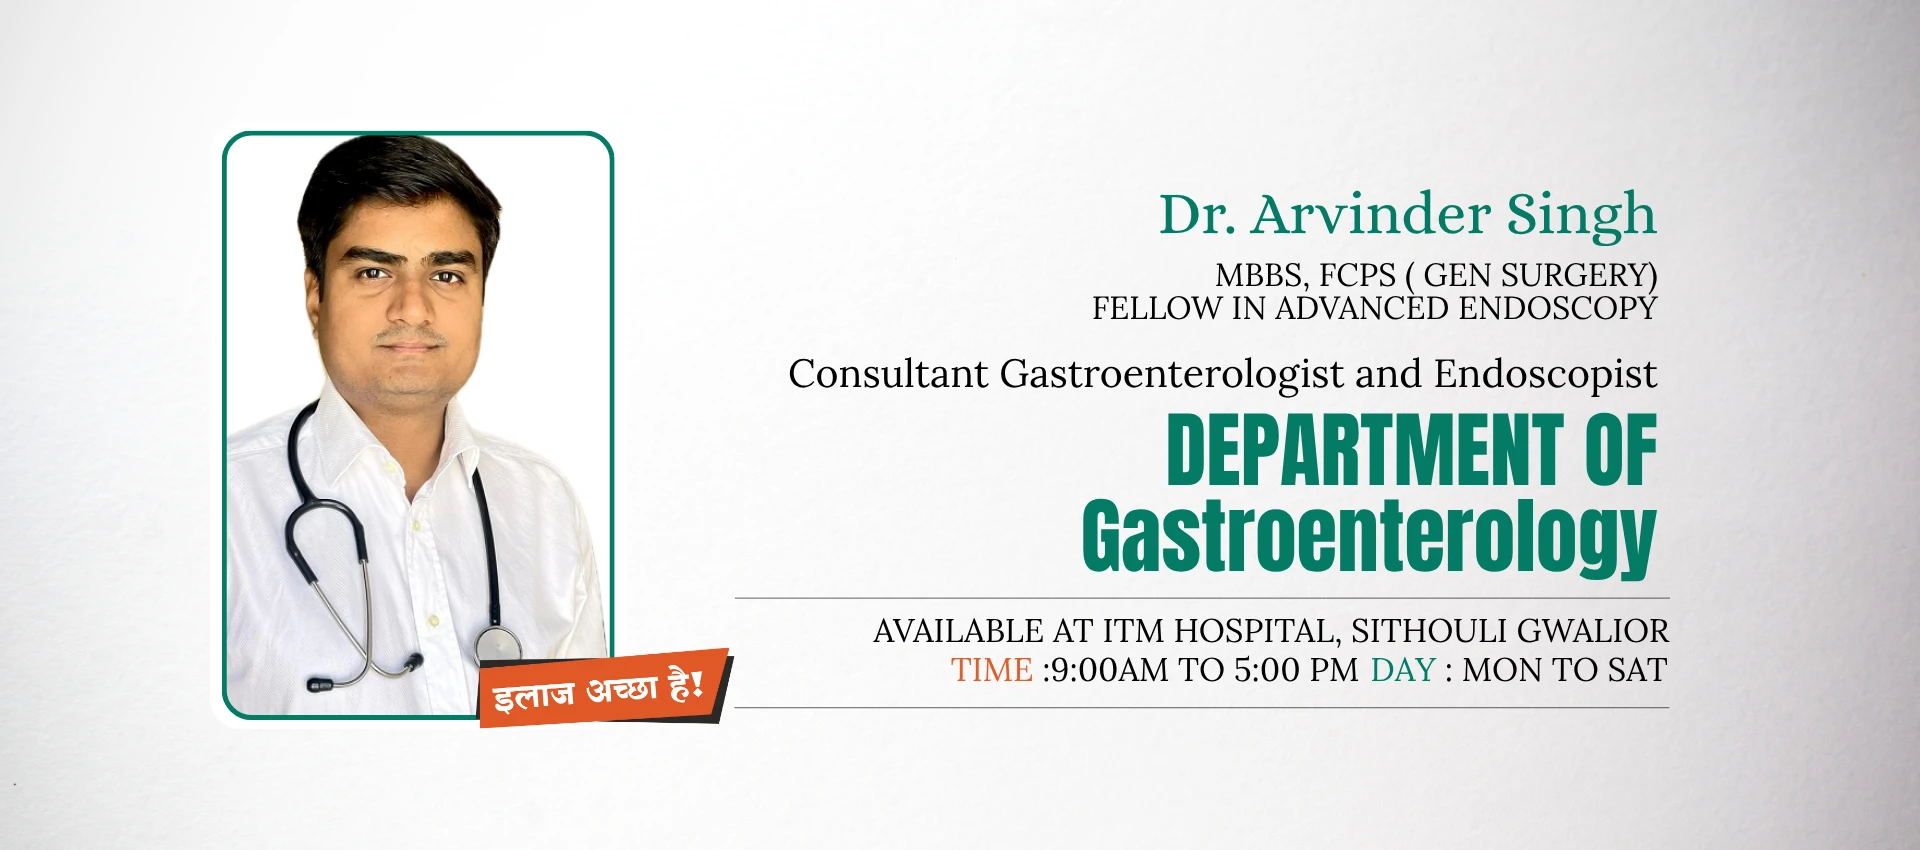 Dr. Arvinder Singh
MBBS, FCPS ( GEN SURGERY)
FELLOW IN ADVANCED ENDOSCOPY
Consultant Gastroenterologist and Endoscopist
DEPARTMENT OF
Gastroenterology
AVAILABLE AT ITM HOSPITAL, SITHOULI GWALIOR
TIME :9:00AM TO 5:00 PM DAY : MON TO SAT
इलाज अच्छा है!